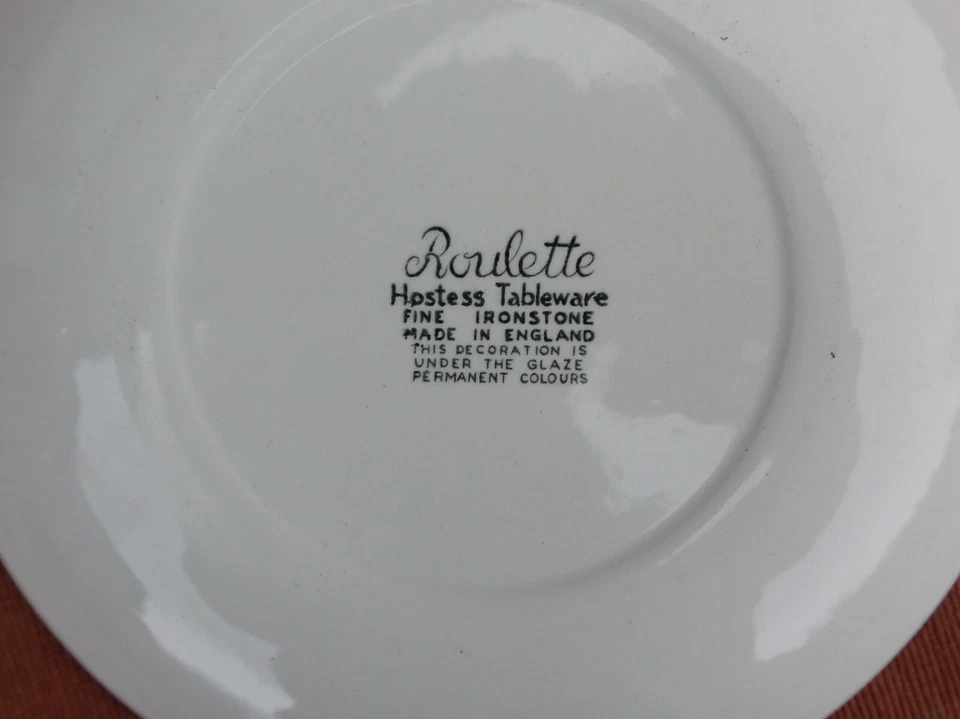 Roulette
Hostess Tableware
FINE IRONSTONE
MADE IN ENGLAND
THIS DECORATION IS
UNDER THE GLAZE
PERMANENT COLOURS